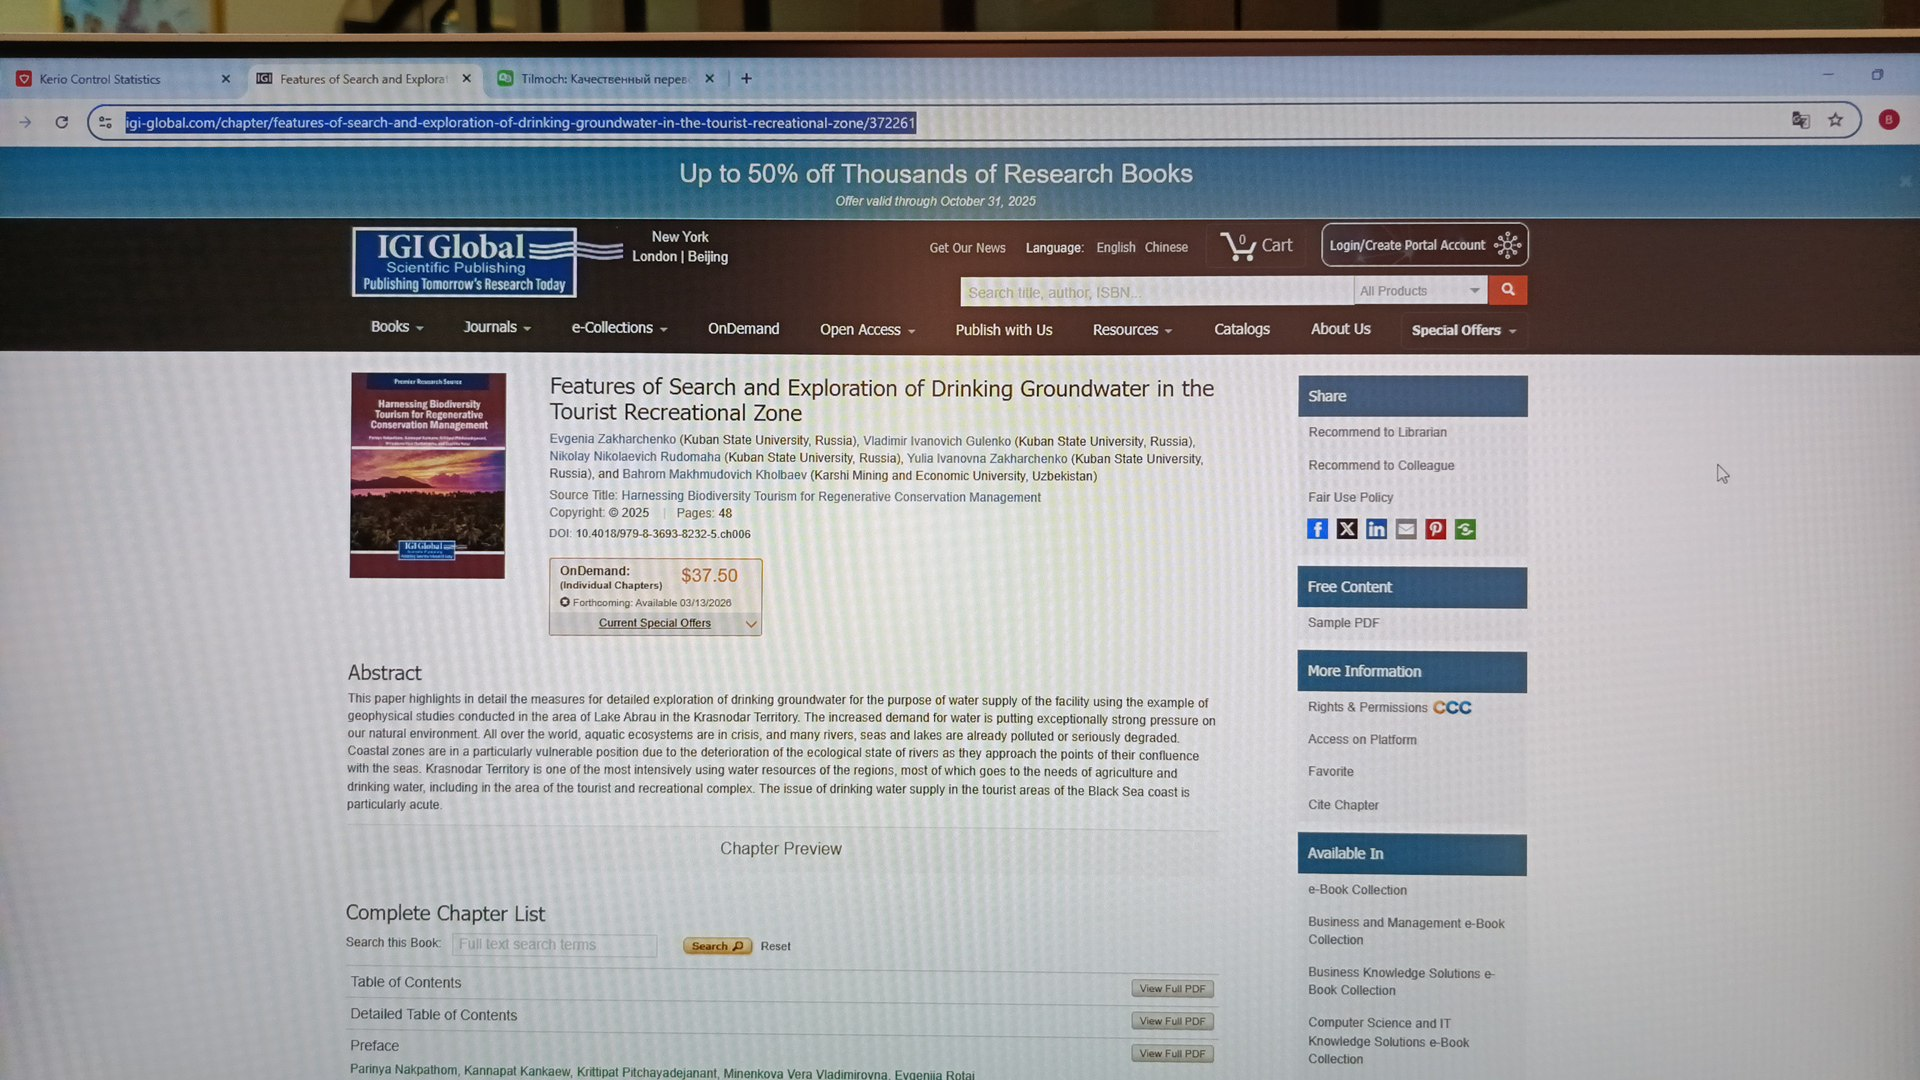 Kerio Control Statistics
IGI Features of Search and Explorat
Tilmoch: Качественный перев
igi-global.com/chapter/features-of-search-and-exploration-of-drinking-groundwater-in-the-tourist-recreational-zone/372261
B
Up to 50% off Thousands of Research Books
Offer valid through October 31, 2025
IGI Global
Scientific Publishing
Publishing Tomorrow's Research Today
New York
London | Beijing
Get Our News Language: English Chinese 0 Cart Login/Create Portal Account
Search title, author, ISBN... All Products
Books Journals e-Collections OnDemand Open Access Publish with Us Resources Catalogs About Us Special Offers
Premier Research Source
Harnessing Biodiversity
Tourism for Regenerative
Conservation Management
IGI Global
Features of Search and Exploration of Drinking Groundwater in the
Tourist Recreational Zone
Evgenia Zakharchenko (Kuban State University, Russia), Vladimir Ivanovich Gulenko (Kuban State University, Russia),
Nikolay Nikolaevich Rudomaha (Kuban State University, Russia), Yulia Ivanovna Zakharchenko (Kuban State University,
Russia), and Bahrom Makhmudovich Kholbaev (Karshi Mining and Economic University, Uzbekistan)
Source Title: Harnessing Biodiversity Tourism for Regenerative Conservation Management
Copyright: © 2025 | Pages: 48
DOI: 10.4018/979-8-3693-8232-5.ch006
OnDemand: $37.50
(Individual Chapters)
Forthcoming: Available 03/13/2026
Current Special Offers
Abstract
This paper highlights in detail the measures for detailed exploration of drinking groundwater for the purpose of water supply of the facility using the example of
geophysical studies conducted in the area of Lake Abrau in the Krasnodar Territory. The increased demand for water is putting exceptionally strong pressure on
our natural environment. All over the world, aquatic ecosystems are in crisis, and many rivers, seas and lakes are already polluted or seriously degraded.
Coastal zones are in a particularly vulnerable position due to the deterioration of the ecological state of rivers as they approach the points of their confluence
with the seas. Krasnodar Territory is one of the most intensively using water resources of the regions, most of which goes to the needs of agriculture and
drinking water, including in the area of the tourist and recreational complex. The issue of drinking water supply in the tourist areas of the Black Sea coast is
particularly acute.
Chapter Preview
Complete Chapter List
Search this Book: Full text search terms Search Reset
Table of Contents View Full PDF
Detailed Table of Contents View Full PDF
Preface View Full PDF
Parinya Nakpathom, Kannapat Kankaew, Krittipat Pitchayadejanant, Minenkova Vera Vladimirovna, Evgeniia Rotai
Share
Recommend to Librarian
Recommend to Colleague
Fair Use Policy
Free Content
Sample PDF
More Information
Rights & Permissions CCC
Access on Platform
Favorite
Cite Chapter
Available In
e-Book Collection
Business and Management e-Book
Collection
Business Knowledge Solutions e-
Book Collection
Computer Science and IT
Knowledge Solutions e-Book
Collection